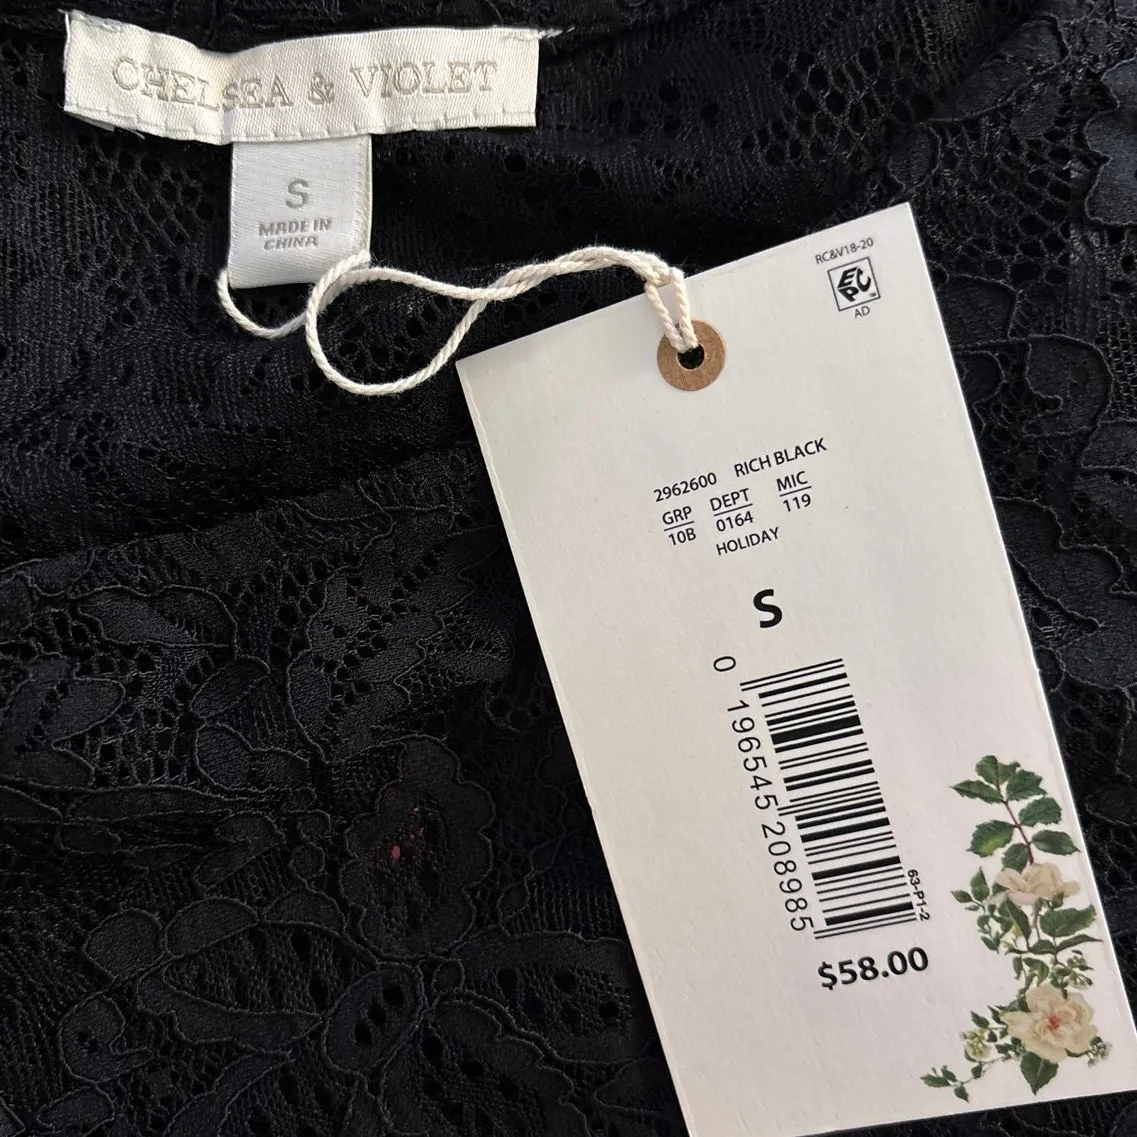 CHELSEA & VIOLET
S
MADE IN
CHINA
RC&V18-20
EPC™
AD
2962600 RICH BLACK
GRP DEPT MIC
10B 0164 119
HOLIDAY
S
0 196545 208985
63-P1-2
$58.00